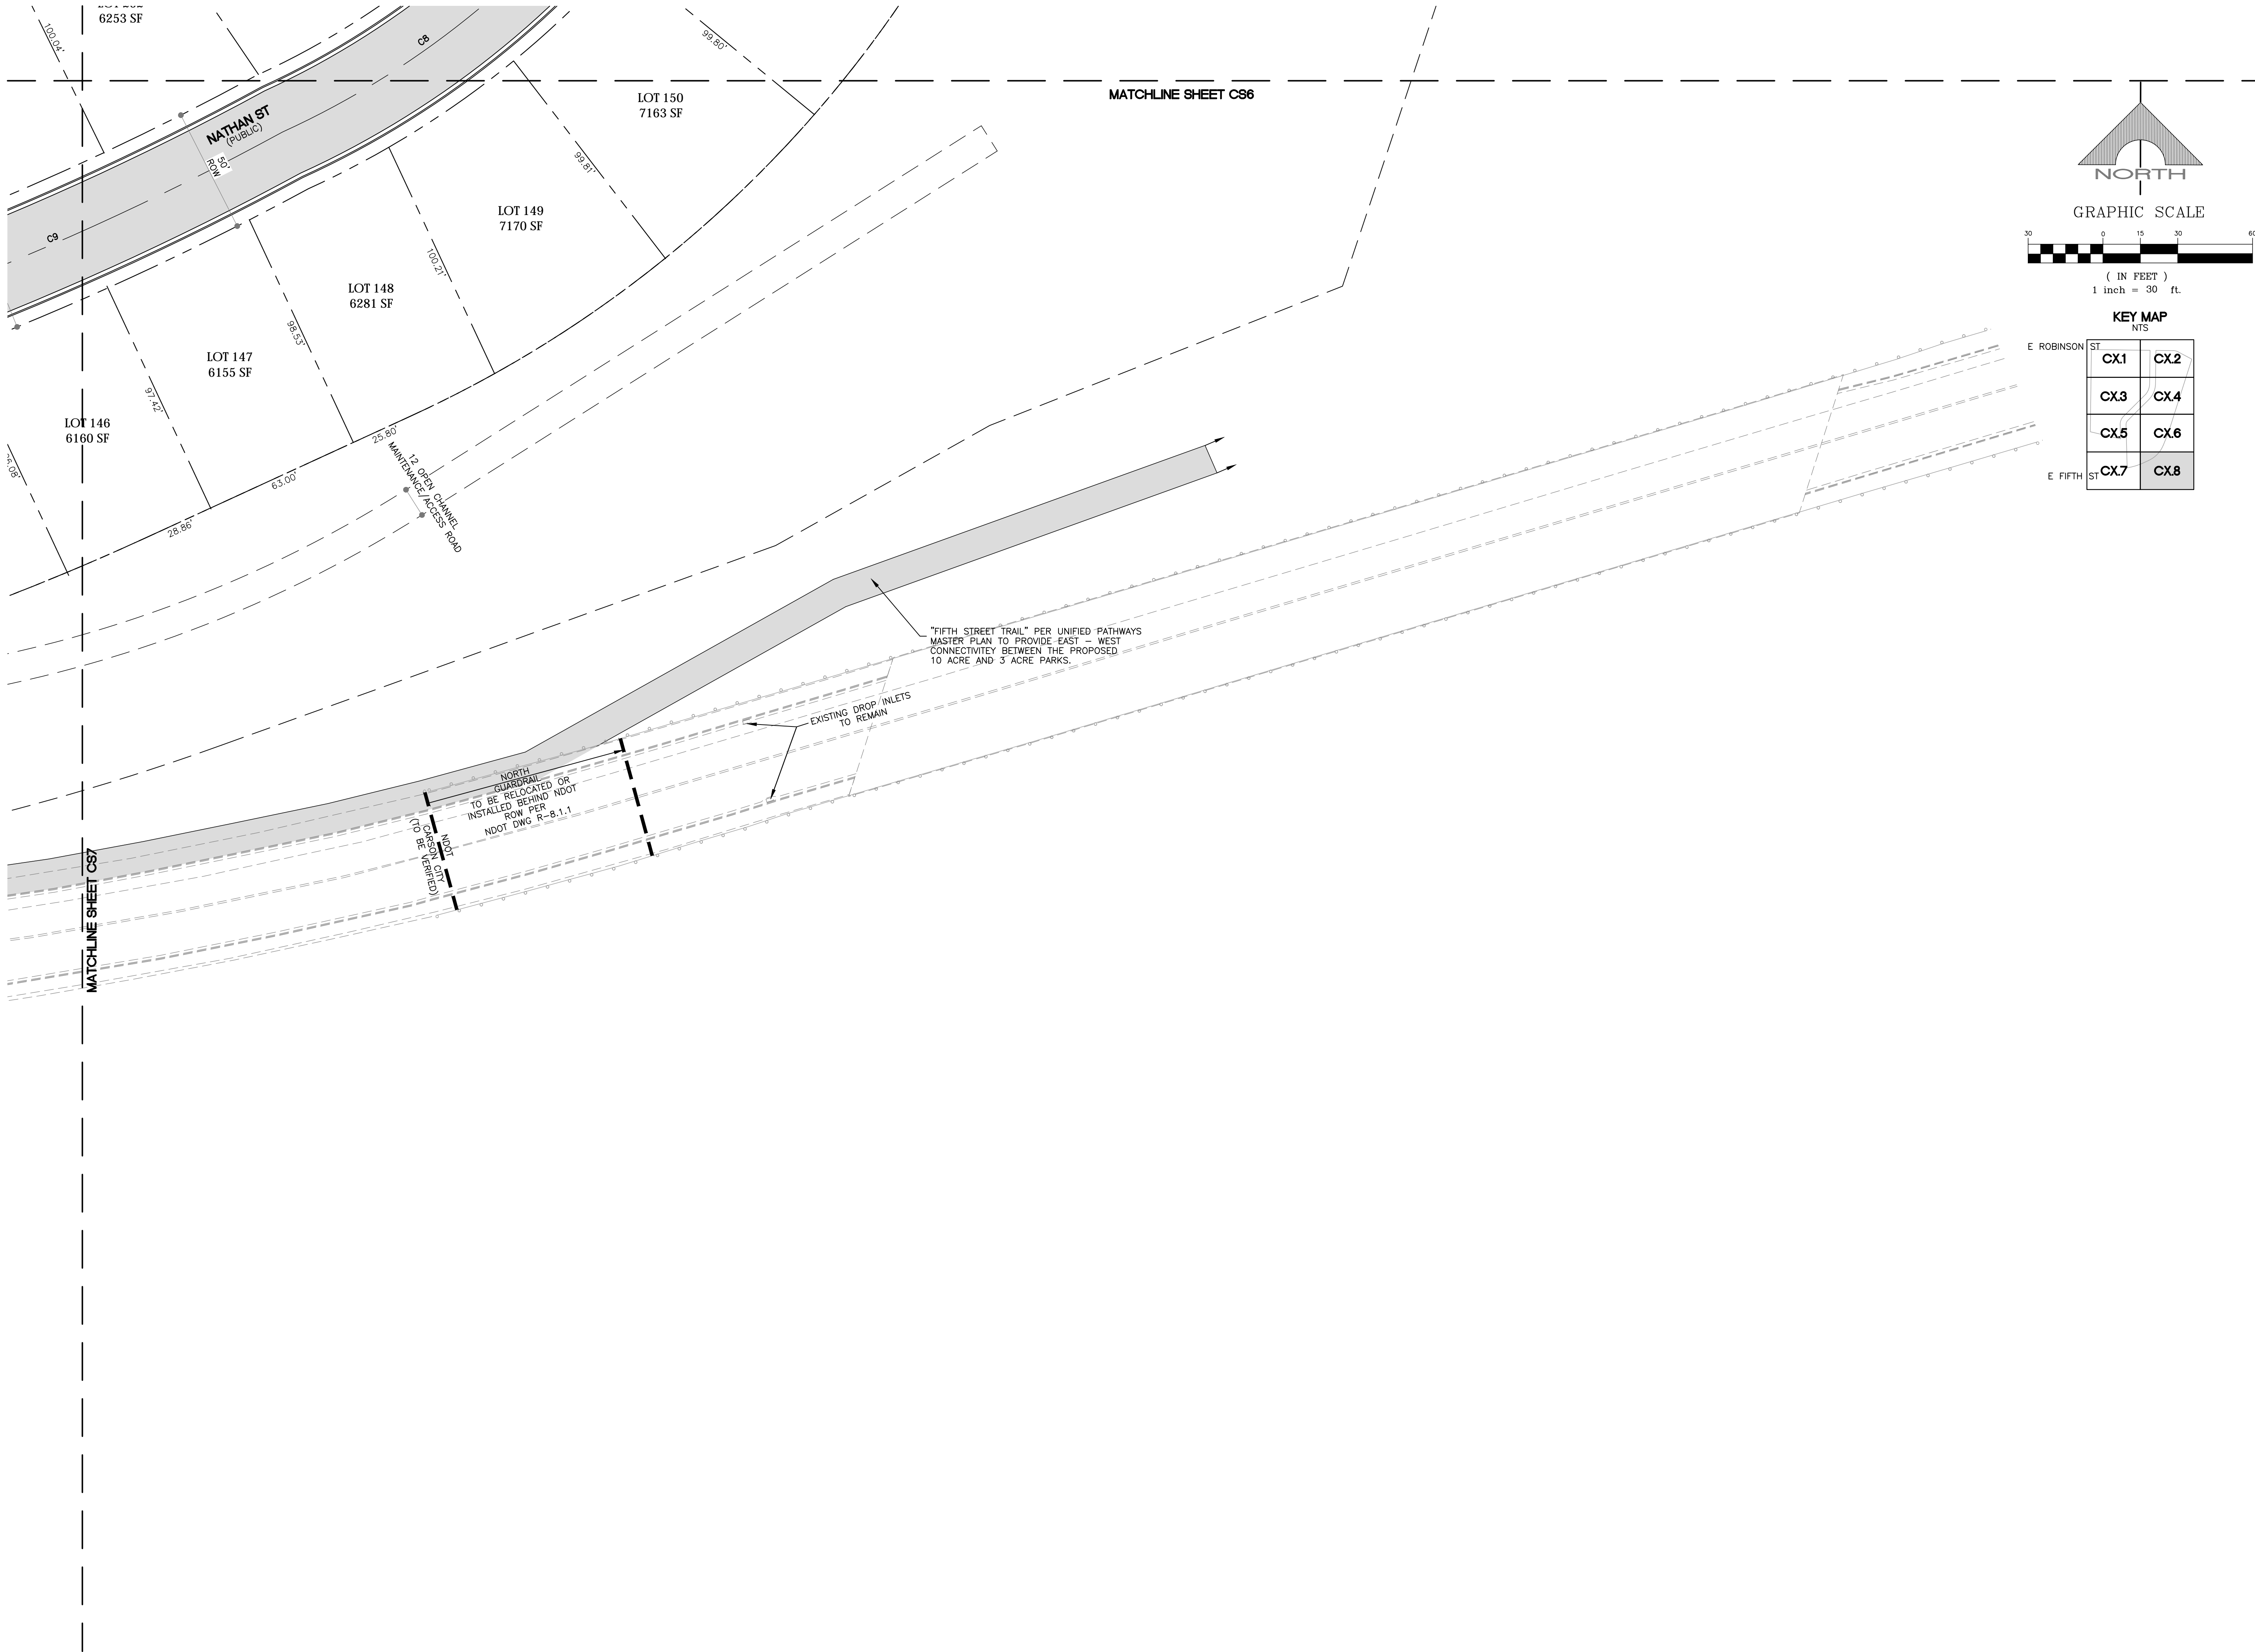 6253 SF
100.04'
C8
99.80'
NATHAN ST
(PUBLIC)
50'
ROW
C9
LOT 150
7163 SF
99.81'
MATCHLINE SHEET CS6
LOT 149
7170 SF
100.21'
LOT 148
6281 SF
98.53'
LOT 147
6155 SF
97.42'
LOT 146
6160 SF
25.80'
63.00'
28.86'
12 OPEN CHANNEL
MAINTENANCE/ACCESS ROAD
NORTH
GRAPHIC SCALE
30 0 15 30 60
( IN FEET )
1 inch = 30 ft.
KEY MAP
NTS
E ROBINSON ST
CX.1 CX.2
CX.3 CX.4
CX.5 CX.6
E FIFTH ST
CX.7 CX.8
"FIFTH STREET TRAIL" PER UNIFIED PATHWAYS
MASTER PLAN TO PROVIDE EAST – WEST
CONNECTIVITEY BETWEEN THE PROPOSED
10 ACRE AND 3 ACRE PARKS.
EXISTING DROP INLETS
TO REMAIN
NORTH
GUARDRAIL
TO BE RELOCATED OR
INSTALLED BEHIND NDOT
ROW PER
NDOT DWG R-8.1.1
NDOT
CARSON CITY
(TO BE VERIFIED)
MATCHLINE SHEET CS7